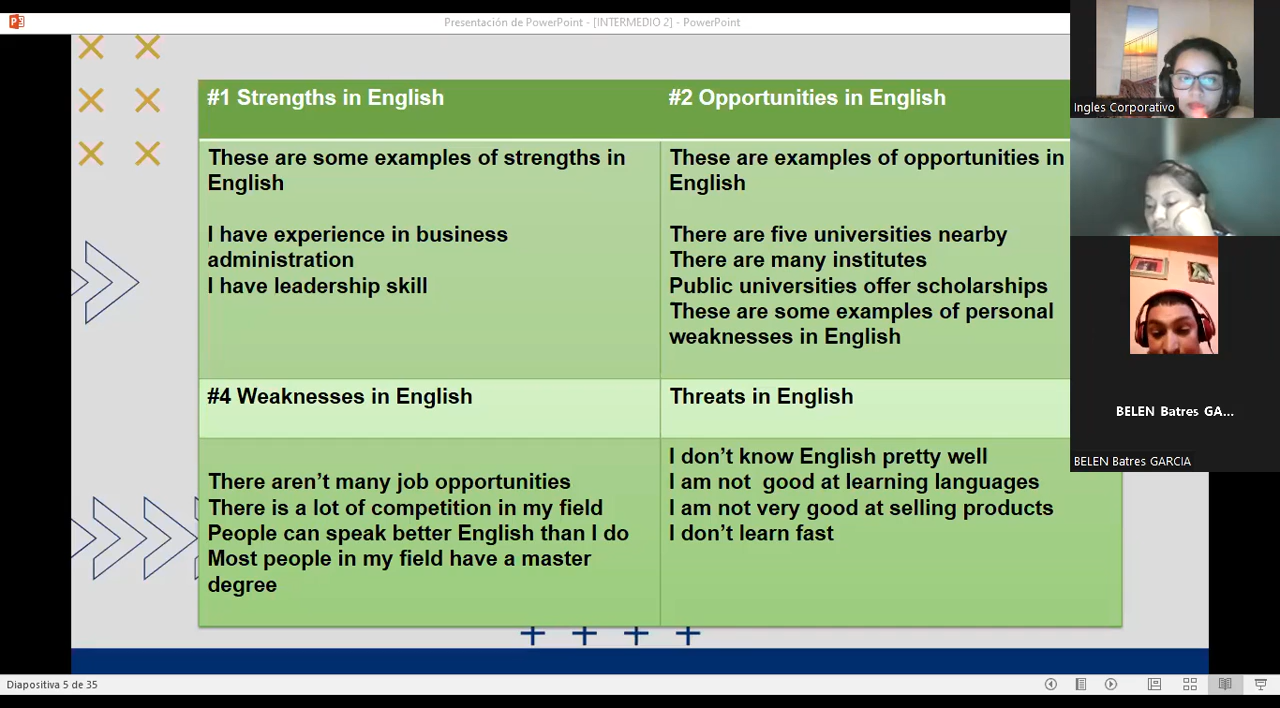 Presentación de PowerPoint - [INTERMEDIO 2] - PowerPoint
#1 Strengths in English
#2 Opportunities in English
These are some examples of strengths in
English
I have experience in business
administration
I have leadership skill
These are examples of opportunities in
English
There are five universities nearby
There are many institutes
Public universities offer scholarships
These are some examples of personal
weaknesses in English
#4 Weaknesses in English
Threats in English
There aren’t many job opportunities
There is a lot of competition in my field
People can speak better English than I do
Most people in my field have a master
degree
I don’t know English pretty well
I am not  good at learning languages
I am not very good at selling products
I don’t learn fast
Ingles Corporativo
BELEN Batres GA...
BELEN Batres GARCIA
Diapositiva 5 de 35